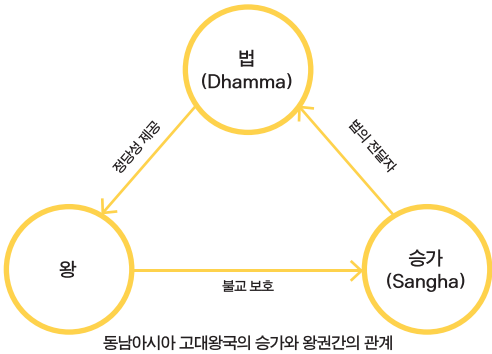 법
(Dhamma)
정당성 제공
법의 전달자
왕
불교 보호
승가
(Sangha)
동남아시아 고대왕국의 승가와 왕권간의 관계